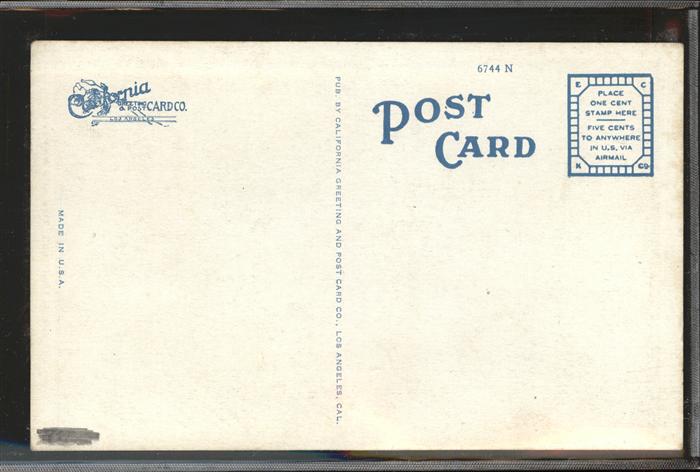 6744 N
California
GREETING
& POST CARD CO.
LOS ANGELES
POST
CARD
E C
PLACE
ONE CENT
STAMP HERE
FIVE CENTS
TO ANYWHERE
IN U.S. VIA
AIRMAIL
K CO
PUB. BY CALIFORNIA GREETING AND POST CARD CO., LOS ANGELES, CAL.
MADE IN U.S.A.